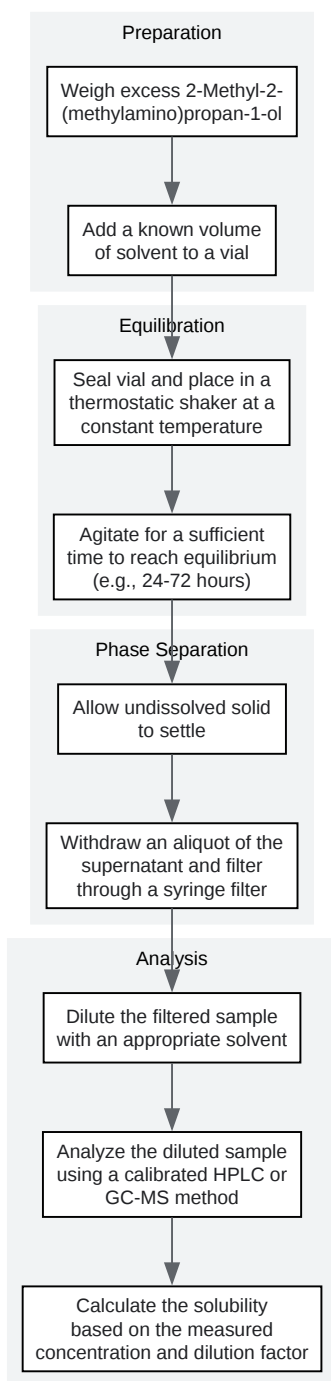 Preparation
Weigh excess 2-Methyl-2-
(methylamino)propan-1-ol
Add a known volume
of solvent to a vial
Equilibration
Seal vial and place in a
thermostatic shaker at a
constant temperature
Agitate for a sufficient
time to reach equilibrium
(e.g., 24-72 hours)
Phase Separation
Allow undissolved solid
to settle
Withdraw an aliquot of the
supernatant and filter
through a syringe filter
Analysis
Dilute the filtered sample
with an appropriate solvent
Analyze the diluted sample
using a calibrated HPLC or
GC-MS method
Calculate the solubility
based on the measured
concentration and dilution factor